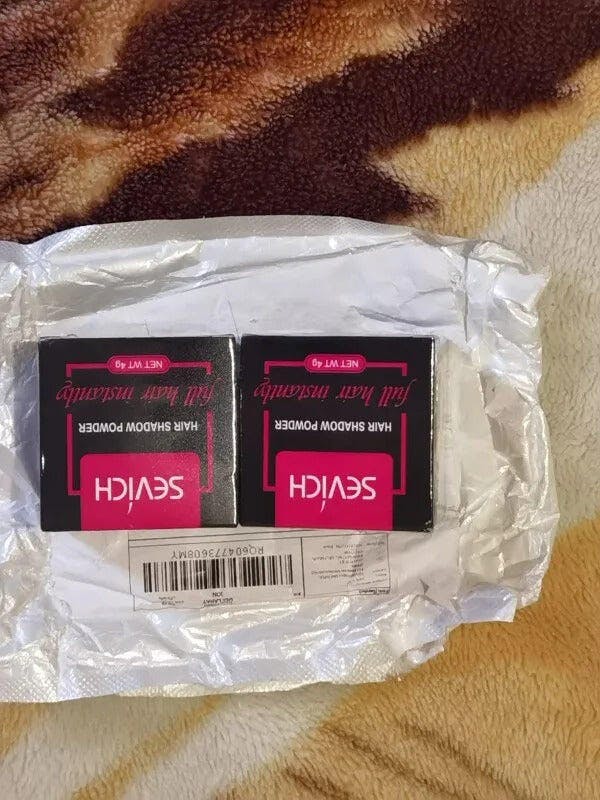 SEVICH
HAIR SHADOW POWDER
full hair instantly
NET WT 4g
SEVICH
HAIR SHADOW POWDER
full hair instantly
NET WT 4g
RQ604773608MY